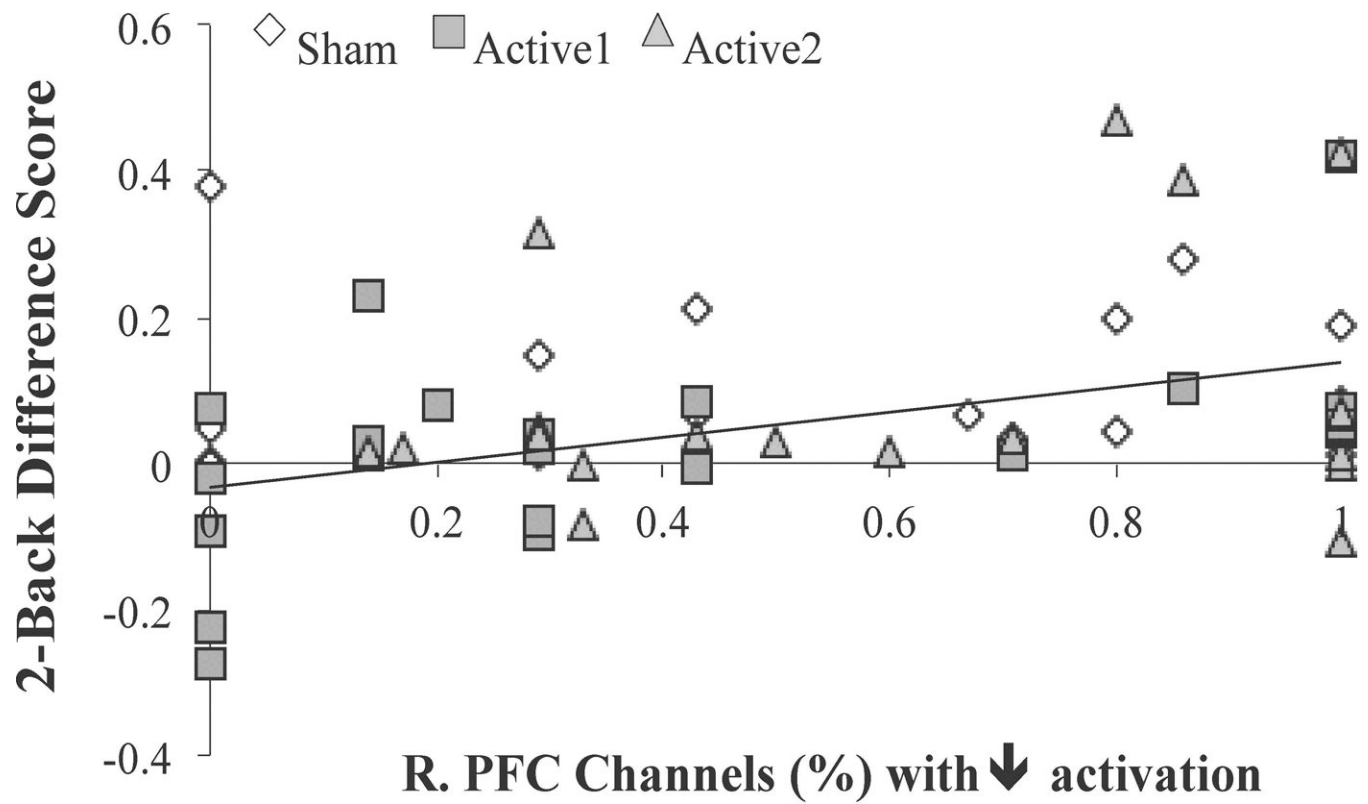 0.6
Sham Active1 Active2
0.4
0.2
0
0 0.2 0.4 0.6 0.8 1
-0.2
-0.4
2-Back Difference Score
R. PFC Channels (%) with ↓ activation